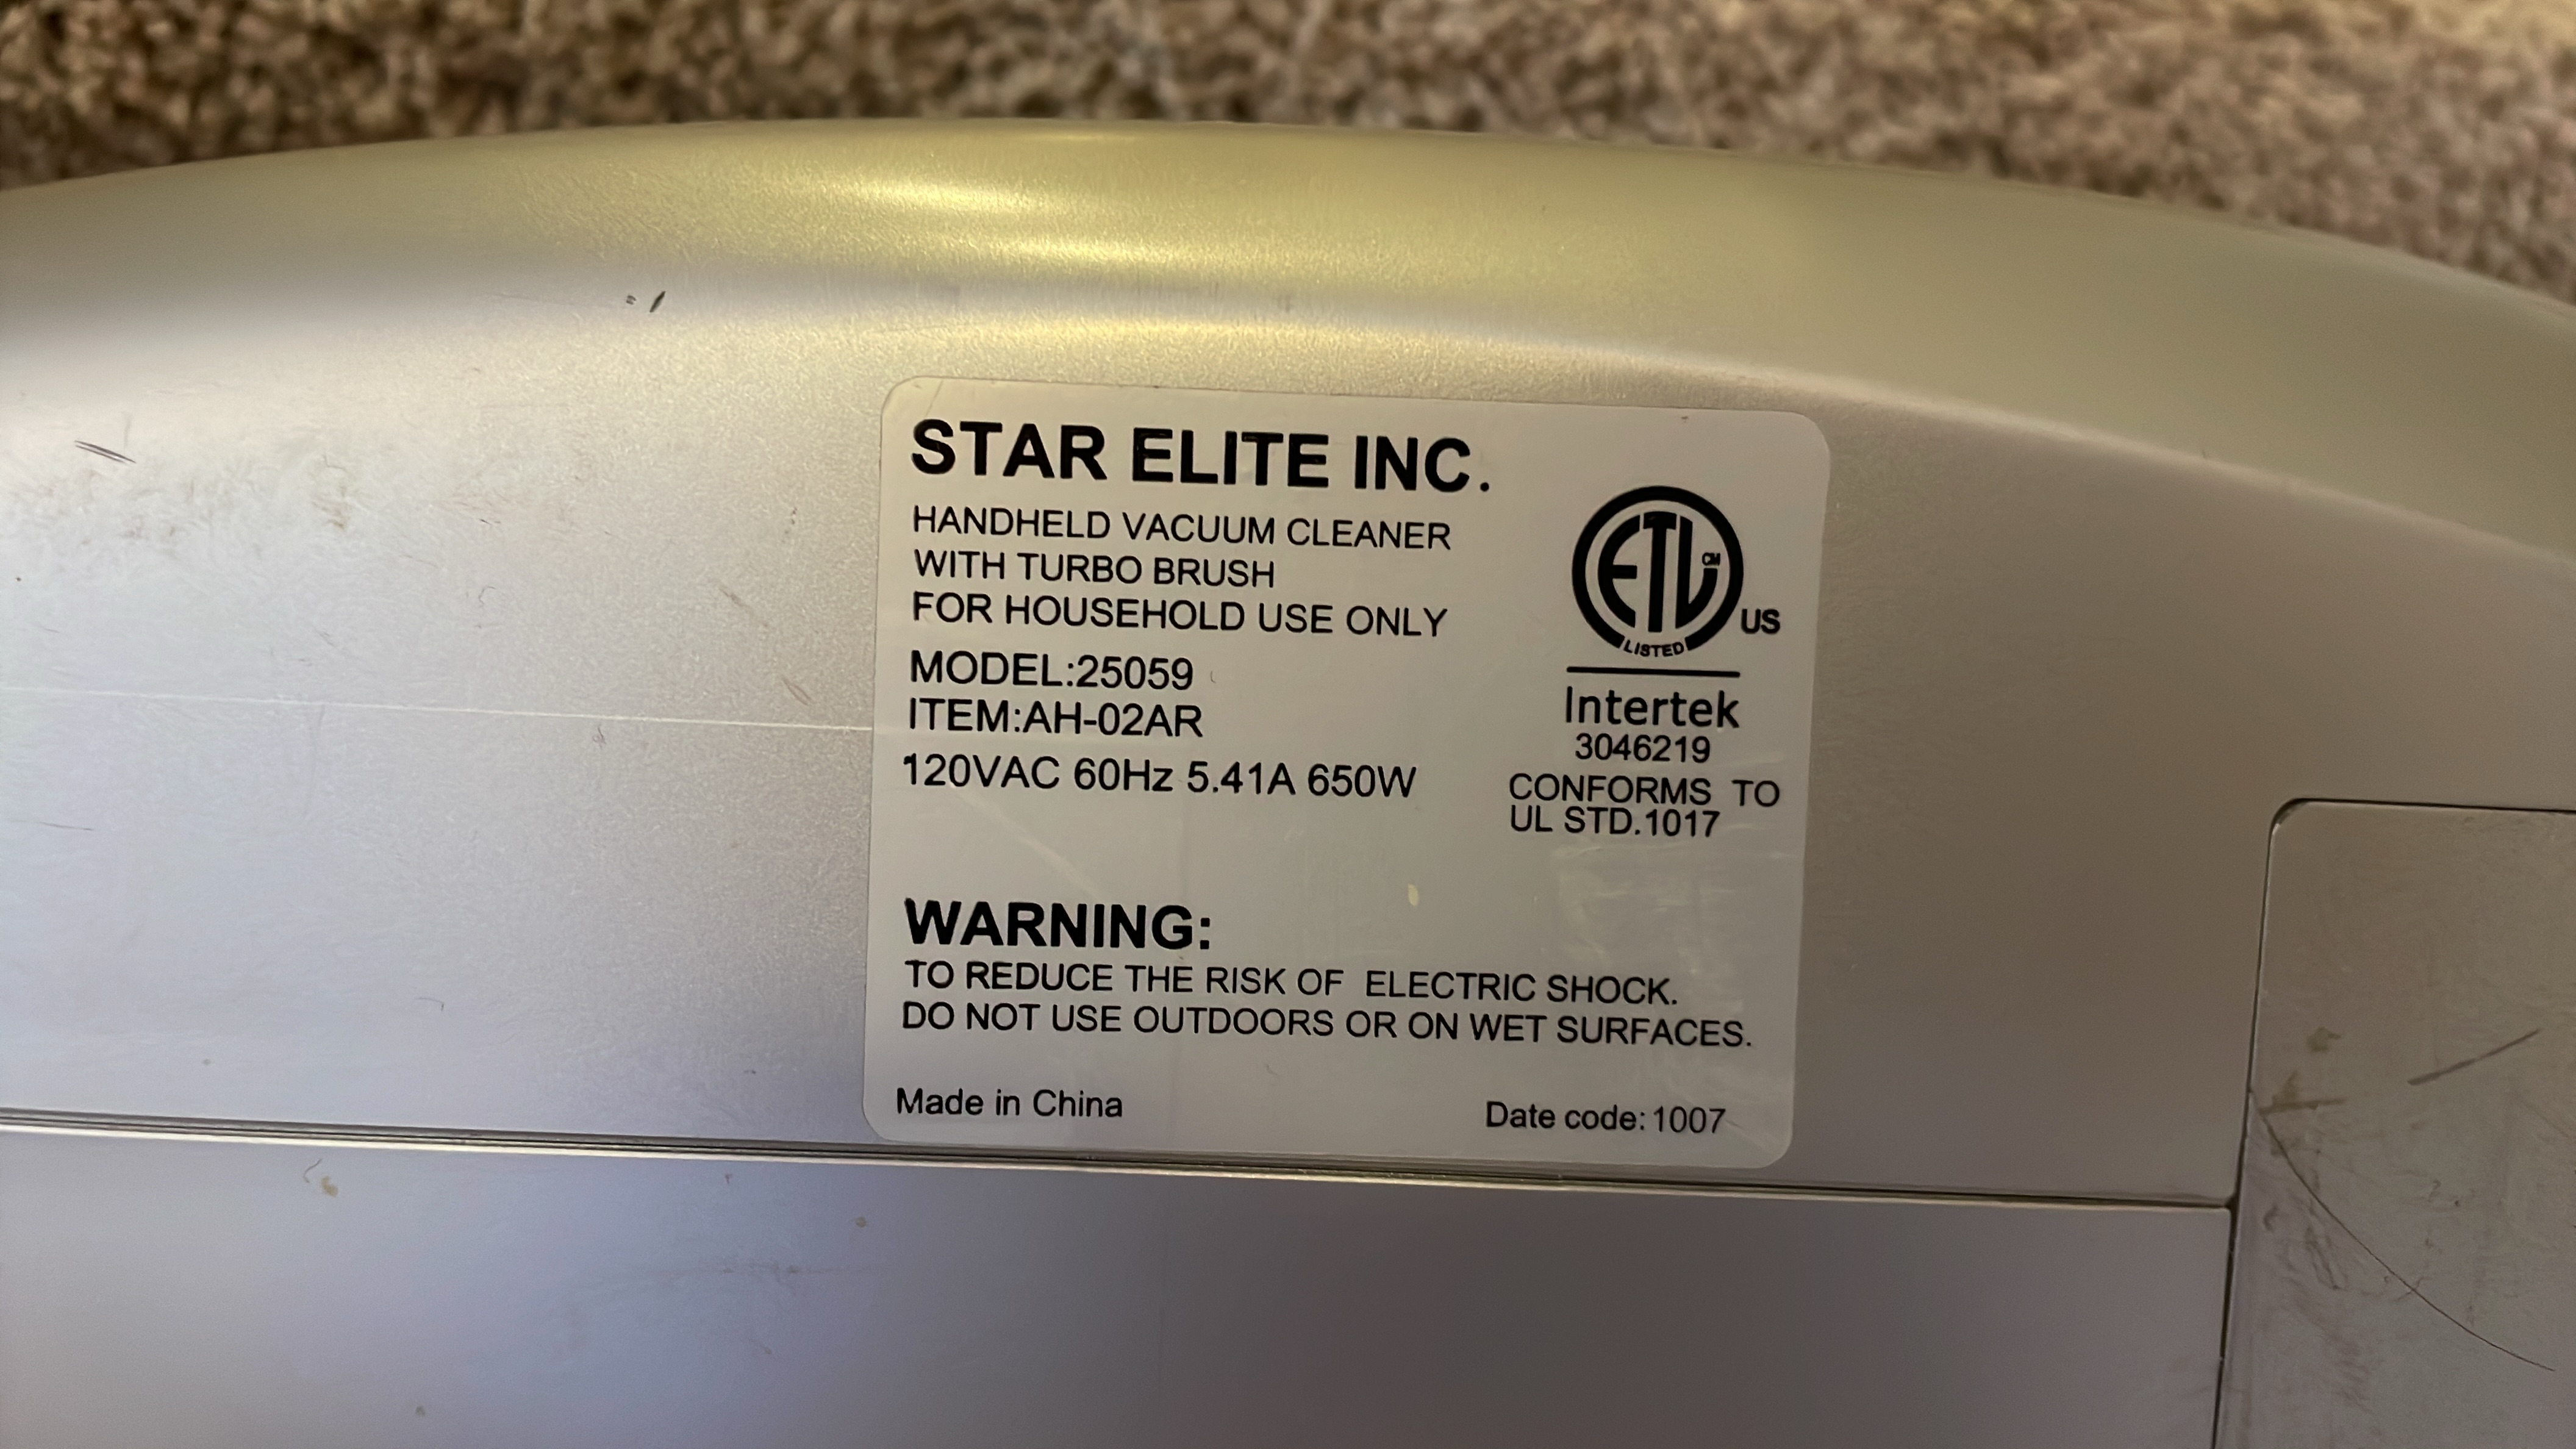 STAR ELITE INC.
HANDHELD VACUUM CLEANER
WITH TURBO BRUSH
FOR HOUSEHOLD USE ONLY
MODEL:25059
ITEM:AH-02AR
120VAC 60Hz 5.41A 650W
ETL CM
US
LISTED
Intertek
3046219
CONFORMS TO
UL STD.1017
WARNING:
TO REDUCE THE RISK OF ELECTRIC SHOCK.
DO NOT USE OUTDOORS OR ON WET SURFACES.
Made in China
Date code:1007